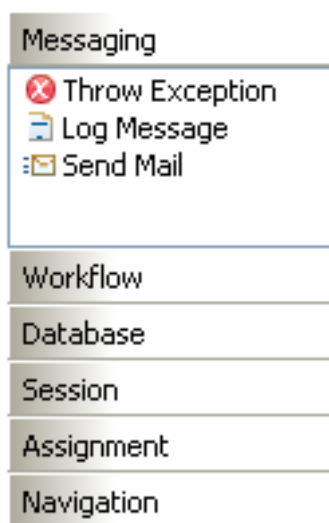 Messaging
Throw Exception
Log Message
Send Mail
Workflow
Database
Session
Assignment
Navigation